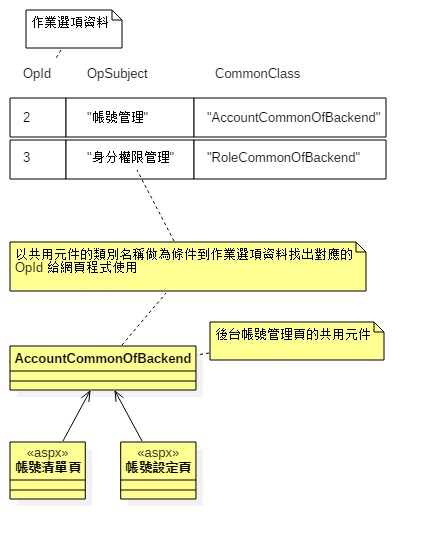 作業選項資料
OpId OpSubject CommonClass
2 "帳號管理" "AccountCommonOfBackend"
3 "身分權限管理" "RoleCommonOfBackend"
以共用元件的類別名稱做為條件到作業選項資料找出對應的
OpId 給網頁程式使用
後台帳號管理頁的共用元件
AccountCommonOfBackend
«aspx» «aspx»
帳號清單頁 帳號設定頁